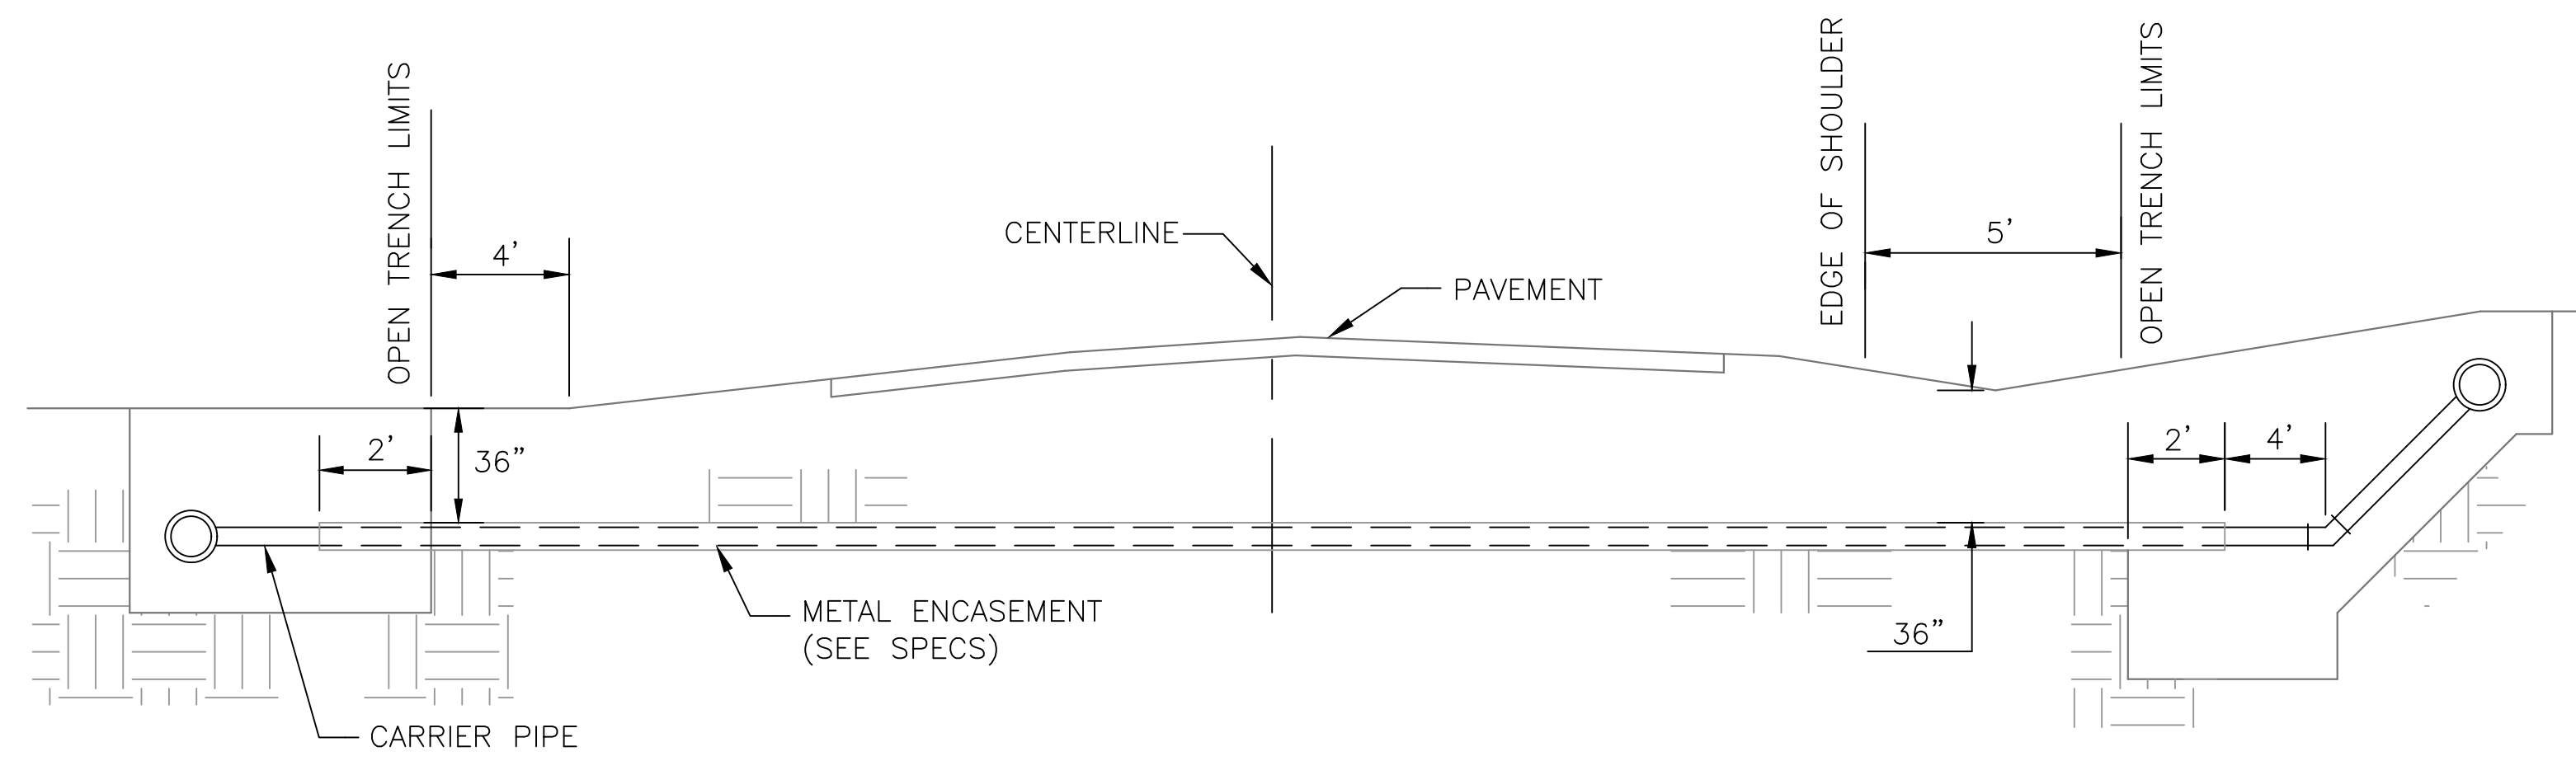 OPEN TRENCH LIMITS
4’
CENTERLINE
PAVEMENT
EDGE OF SHOULDER
5’
OPEN TRENCH LIMITS
2’
36”
2’
4’
METAL ENCASEMENT
(SEE SPECS)
36”
CARRIER PIPE